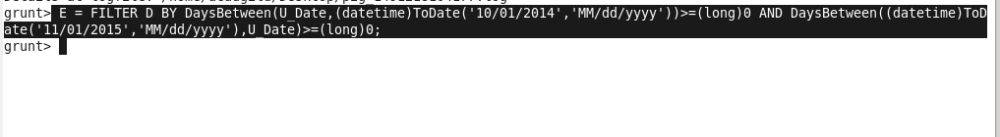 grunt> E = FILTER D BY DaysBetween(U_Date,(datetime)ToDate('10/01/2014','MM/dd/yyyy'))>=(long)0 AND DaysBetween((datetime)ToD
ate('11/01/2015','MM/dd/yyyy'),U_Date)>=(long)0;
grunt>